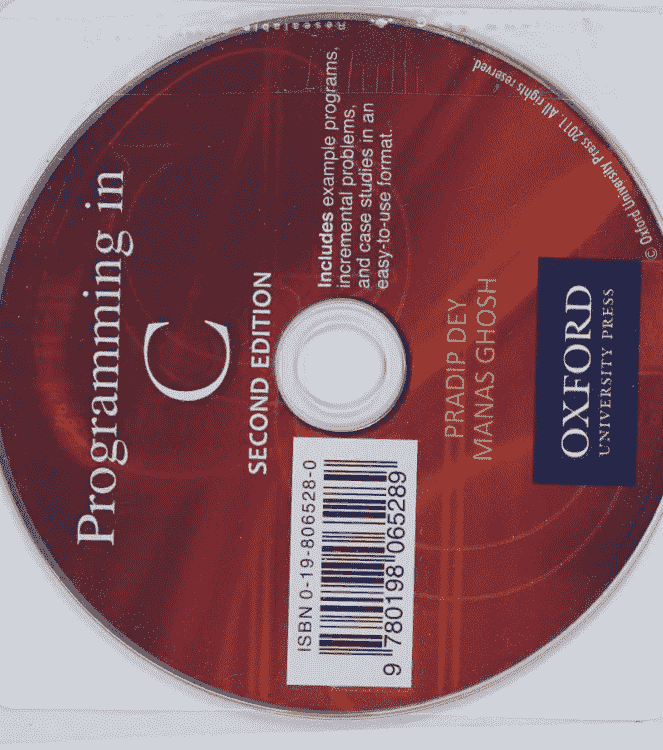 Programming in
C
SECOND EDITION
Includes example programs,
incremental problems,
and case studies in an
easy-to-use format.
ISBN 0-19-806528-0
9 780198 065289
PRADIP DEY
MANAS GHOSH
OXFORD
UNIVERSITY PRESS
© Oxford University Press 2011. All rights reserved.